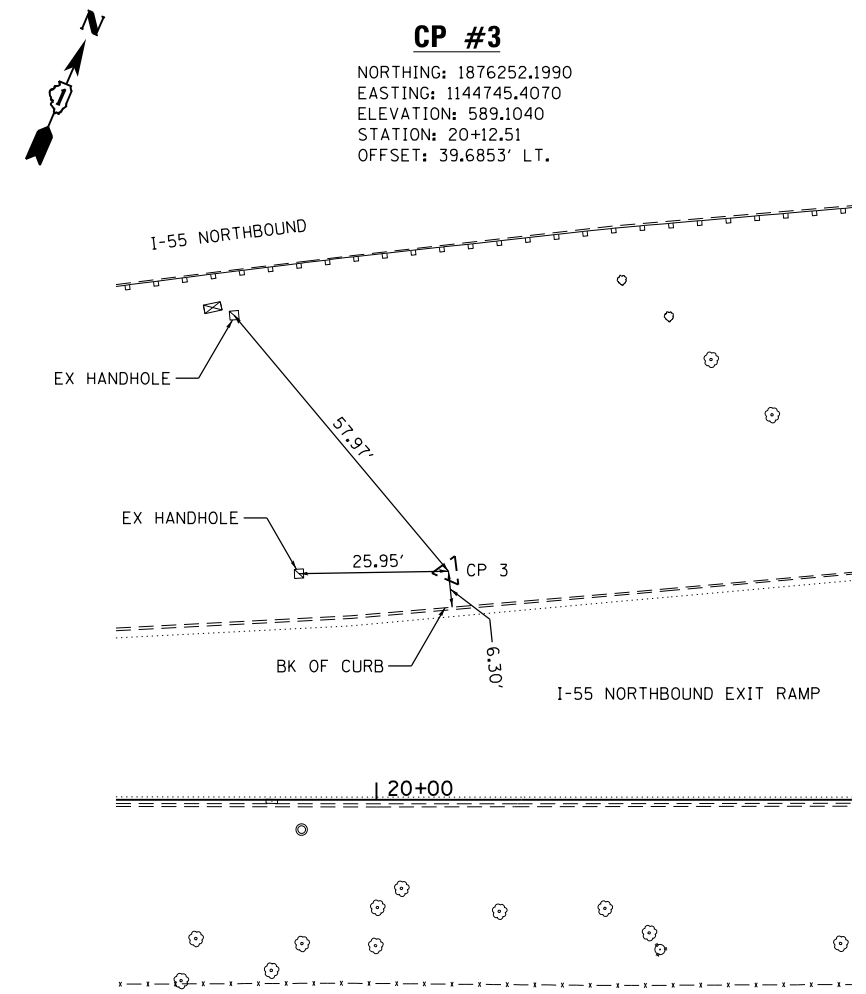 N
1
CP #3
NORTHING: 1876252.1990
EASTING: 1144745.4070
ELEVATION: 589.1040
STATION: 20+12.51
OFFSET: 39.6853' LT.
I-55 NORTHBOUND
EX HANDHOLE
57.97'
EX HANDHOLE
25.95'
CP 3
BK OF CURB
6.30'
I-55 NORTHBOUND EXIT RAMP
20+00